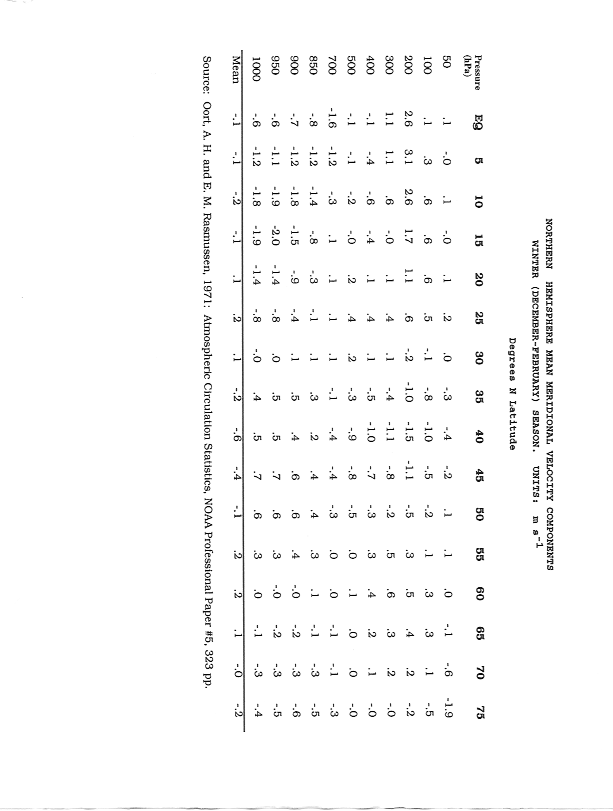 NORTHERN HEMISPHERE MEAN MERIDIONAL VELOCITY COMPONENTS
WINTER (DECEMBER-FEBRUARY) SEASON. UNITS: m s⁻¹
Degrees N Latitude
Pressure (hPa) EQ 5 10 15 20 25 30 35 40 45 50 55 60 65 70 75
50 .1 -.0 .1 -.0 .1 .2 .0 -.3 -.4 -.2 .1 .1 .0 -.1 -.6 -1.9
100 .1 .3 .6 .6 .6 .5 -.1 -.8 -1.0 -.5 -.2 .1 .3 .3 .1 -.5
200 2.6 3.1 2.6 1.7 1.1 .6 -.2 -1.0 -1.5 -1.1 -.5 .3 .5 .4 .2 -.2
300 1.1 1.1 .6 -.0 .1 .4 .1 -.4 -1.1 -.8 -.2 .5 .6 .3 .2 -.0
400 -.1 -.4 -.6 -.4 .1 .4 .1 -.5 -1.0 -.7 -.3 .3 .4 .2 .1 -.0
500 -.1 -.1 -.2 -.0 .2 .4 .2 -.3 -.9 -.8 -.5 .0 .1 .0 .0 -.0
700 -1.6 -1.2 -.3 .1 .1 .1 .1 -.1 -.4 -.4 -.3 .0 .0 -.1 -.1 -.3
850 -.8 -1.2 -1.4 -.8 -.3 -.1 .1 .3 .2 .4 .4 .3 .1 -.1 -.3 -.5
900 -.7 -1.2 -1.8 -1.5 -.9 -.4 .1 .5 .4 .6 .6 .4 -.0 -.2 -.3 -.6
950 -.6 -1.1 -1.9 -2.0 -1.4 -.8 .0 .5 .5 .7 .6 .3 -.0 -.2 -.3 -.5
1000 -.6 -1.2 -1.8 -1.9 -1.4 -.8 -.0 .4 .5 .7 .6 .3 .0 -.1 -.3 -.4
Mean -.1 -.1 -.2 -.1 .1 .2 .1 -.2 -.6 -.4 -.1 .2 .2 .1 -.0 -.2
Source: Oort, A. H. and E. M. Rasmussen, 1971: Atmospheric Circulation Statistics, NOAA Professional Paper #5, 323 pp.